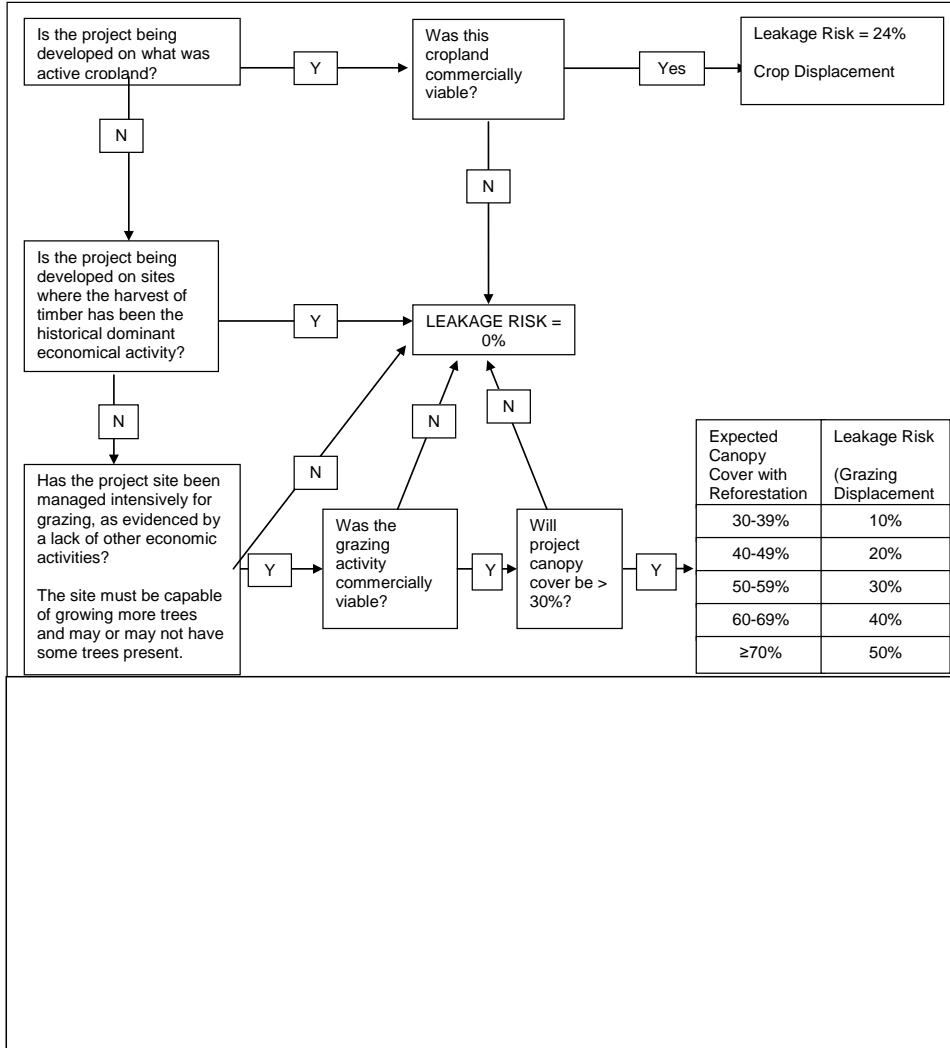 Is the project being
developed on what was
active cropland?
Y
Was this
cropland
commercially
viable?
Yes
Leakage Risk = 24%
Crop Displacement
N
N
Is the project being
developed on sites
where the harvest of
timber has been the
historical dominant
economical activity?
Y
LEAKAGE RISK =
0%
N
N
N
N
Has the project site been
managed intensively for
grazing, as evidenced by
a lack of other economic
activities?
The site must be capable
of growing more trees
and may or may not have
some trees present.
Y
Was the
grazing
activity
commercially
viable?
Y
Will
project
canopy
cover be >
30%?
Y
Expected
Canopy
Cover with
Reforestation
Leakage Risk
(Grazing
Displacement
30-39% 10%
40-49% 20%
50-59% 30%
60-69% 40%
≥70% 50%